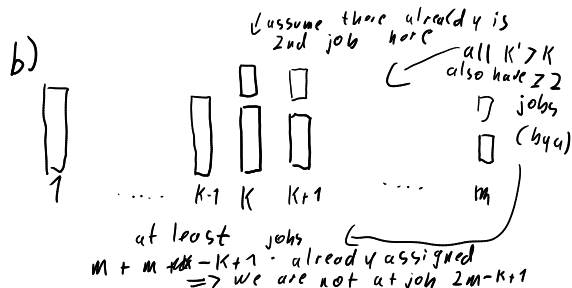 assume there already is
2nd job here
b)
all K' > K
also have ≥ 2
jobs
(by a)
1 ..... K-1 K K+1 .... m
at least jobs
m + m - K+1 already assigned
=> we are not at job 2m-K+1